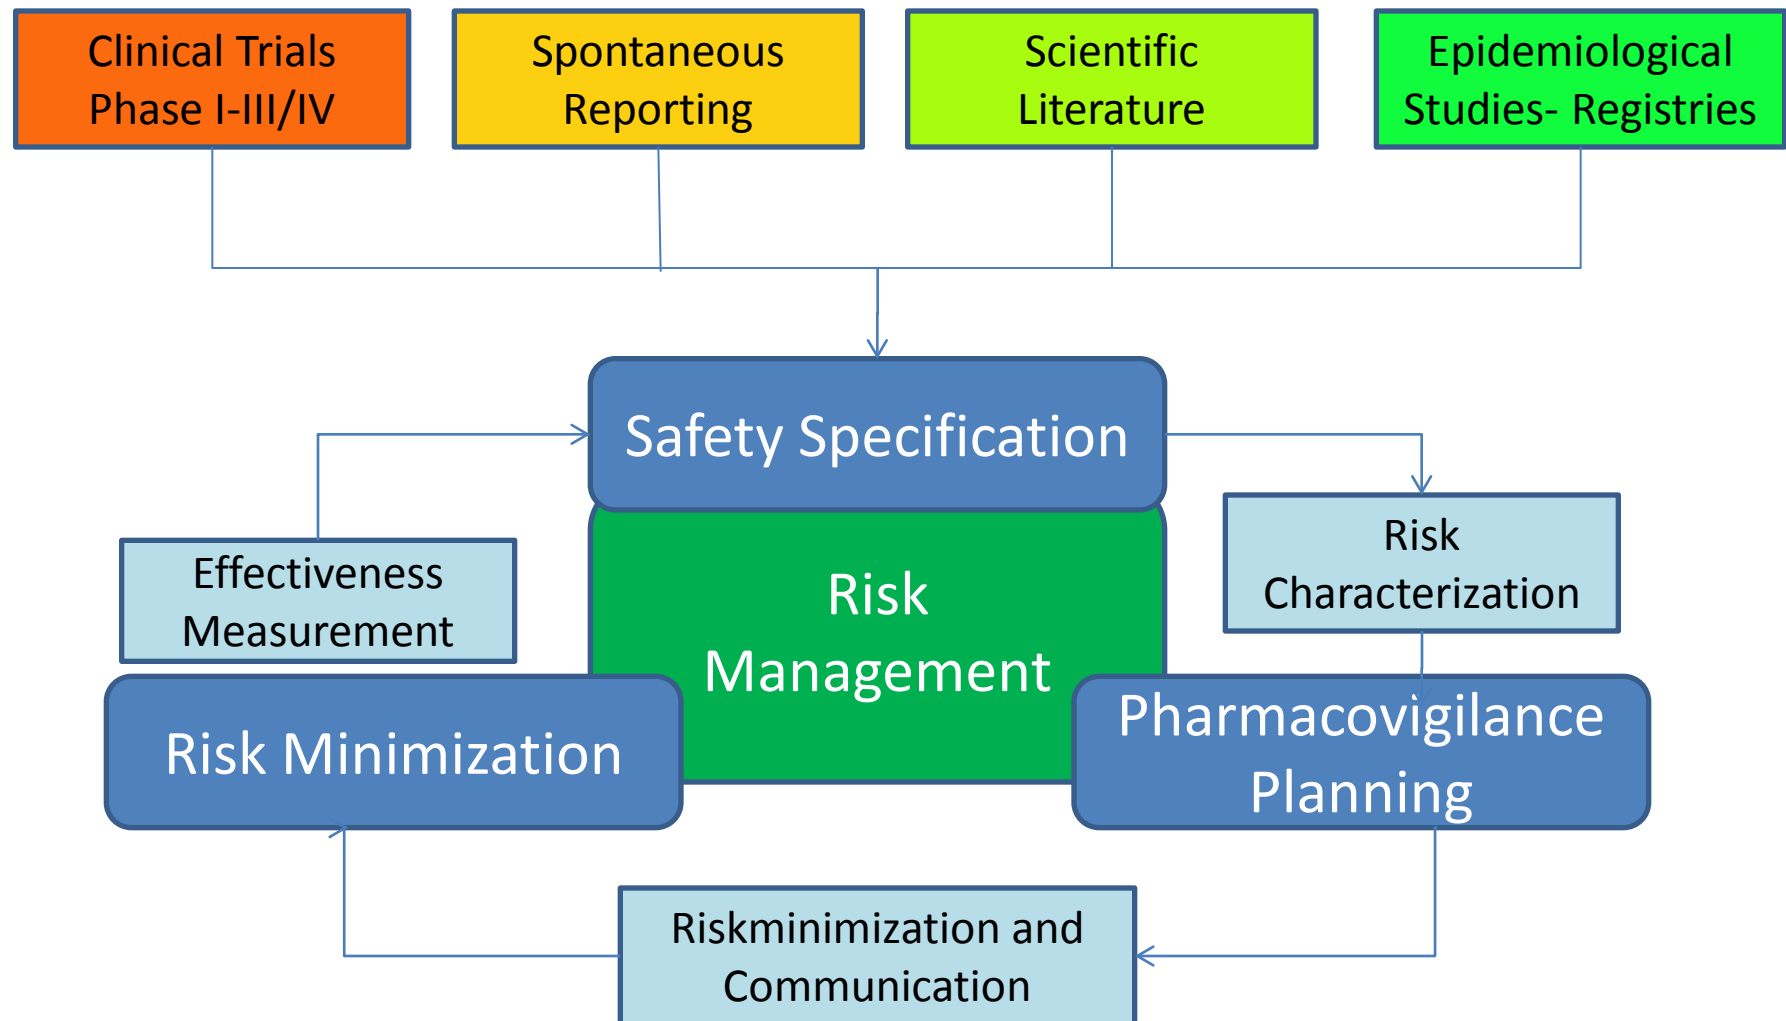 Clinical Trials
Phase I-III/IV
Spontaneous
Reporting
Scientific
Literature
Epidemiological
Studies- Registries
Safety Specification
Risk
Characterization
Effectiveness
Measurement
Risk
Management
Risk Minimization
Pharmacovigilance
Planning
Riskminimization and
Communication